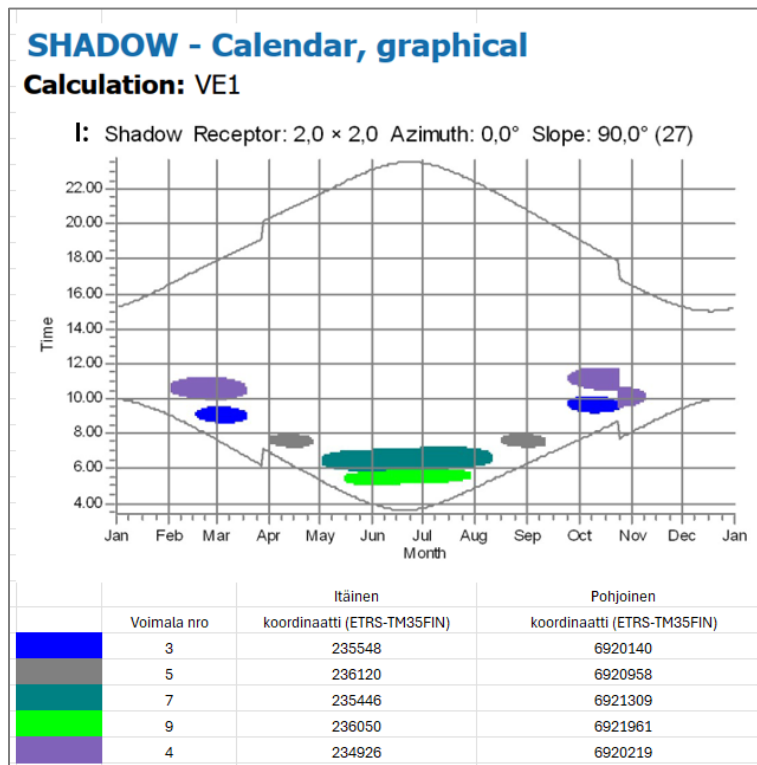 SHADOW - Calendar, graphical
Calculation: VE1
I: Shadow Receptor: 2,0 × 2,0 Azimuth: 0,0° Slope: 90,0° (27)
22.00
20.00
18.00
16.00
14.00
12.00
10.00
8.00
6.00
4.00
Time
Jan Feb Mar Apr May Jun Jul Aug Sep Oct Nov Dec Jan
Month
Itäinen Pohjoinen
Voimala nro koordinaatti (ETRS-TM35FIN) koordinaatti (ETRS-TM35FIN)
3 235548 6920140
5 236120 6920958
7 235446 6921309
9 236050 6921961
4 234926 6920219